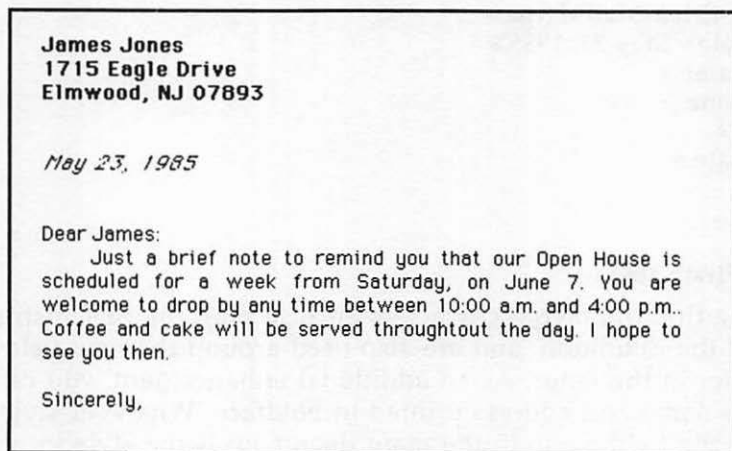 James Jones
1715 Eagle Drive
Elmwood, NJ 07893
May 23, 1985
Dear James:
Just a brief note to remind you that our Open House is
scheduled for a week from Saturday, on June 7. You are
welcome to drop by any time between 10:00 a.m. and 4:00 p.m.
Coffee and cake will be served throughtout the day. I hope to
see you then.
Sincerely,